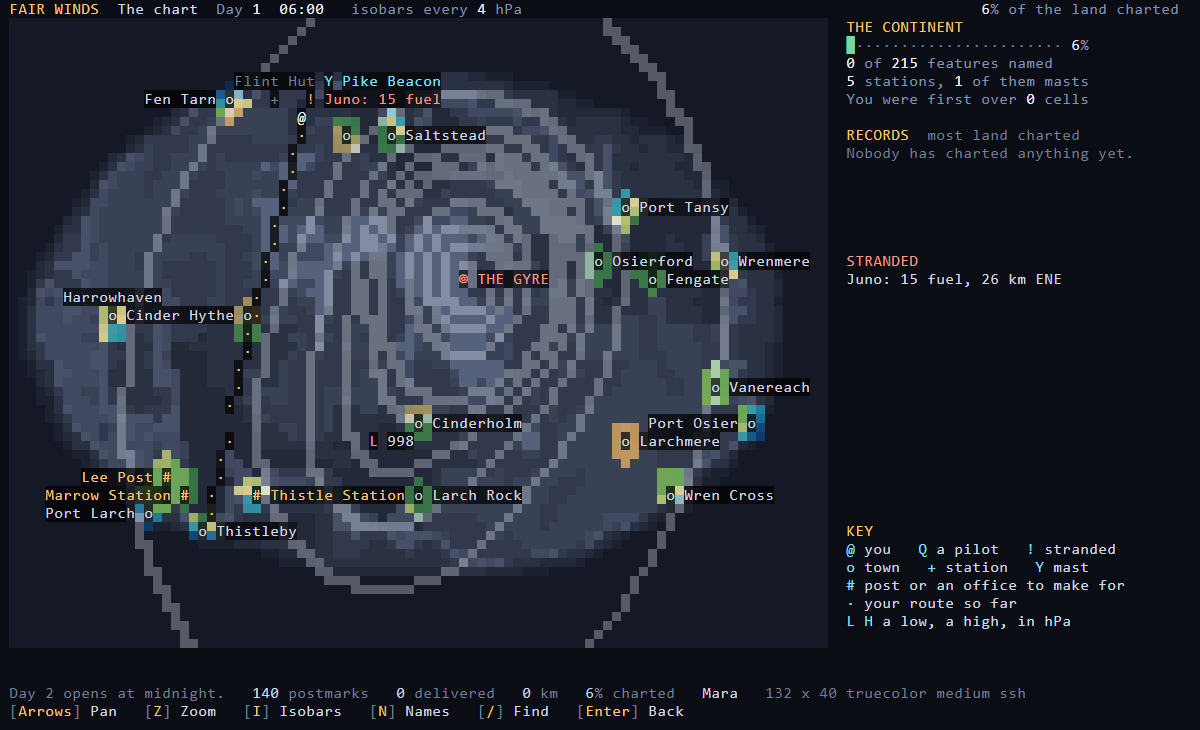 FAIR WINDS  The chart  Day 1  06:00   isobars every 4 hPa   6% of the land charted
THE CONTINENT
6%
0 of 215 features named
5 stations, 1 of them masts
You were first over 0 cells
RECORDS  most land charted
Nobody has charted anything yet.
STRANDED
Juno: 15 fuel, 26 km ENE
Flint Hut Y Pike Beacon
Fen Tarn o + ! Juno: 15 fuel
@
o o Saltstead
o Port Tansy
o Osierford o Wrenmere
◎ THE GYRE o Fengate
Harrowhaven
o Cinder Hythe o
o Vanereach
o Cinderholm Port Osier o
L 998 o Larchmere
Lee Post #
Marrow Station # # Thistle Station o Larch Rock o Wren Cross
Port Larch o
o Thistleby
KEY
@ you   Q a pilot   ! stranded
o town   + station   Y mast
# post or an office to make for
· your route so far
L H a low, a high, in hPa
Day 2 opens at midnight.   140 postmarks   0 delivered   0 km   6% charted   Mara   132 x 40 truecolor medium ssh
[Arrows] Pan   [Z] Zoom   [I] Isobars   [N] Names   [/] Find   [Enter] Back